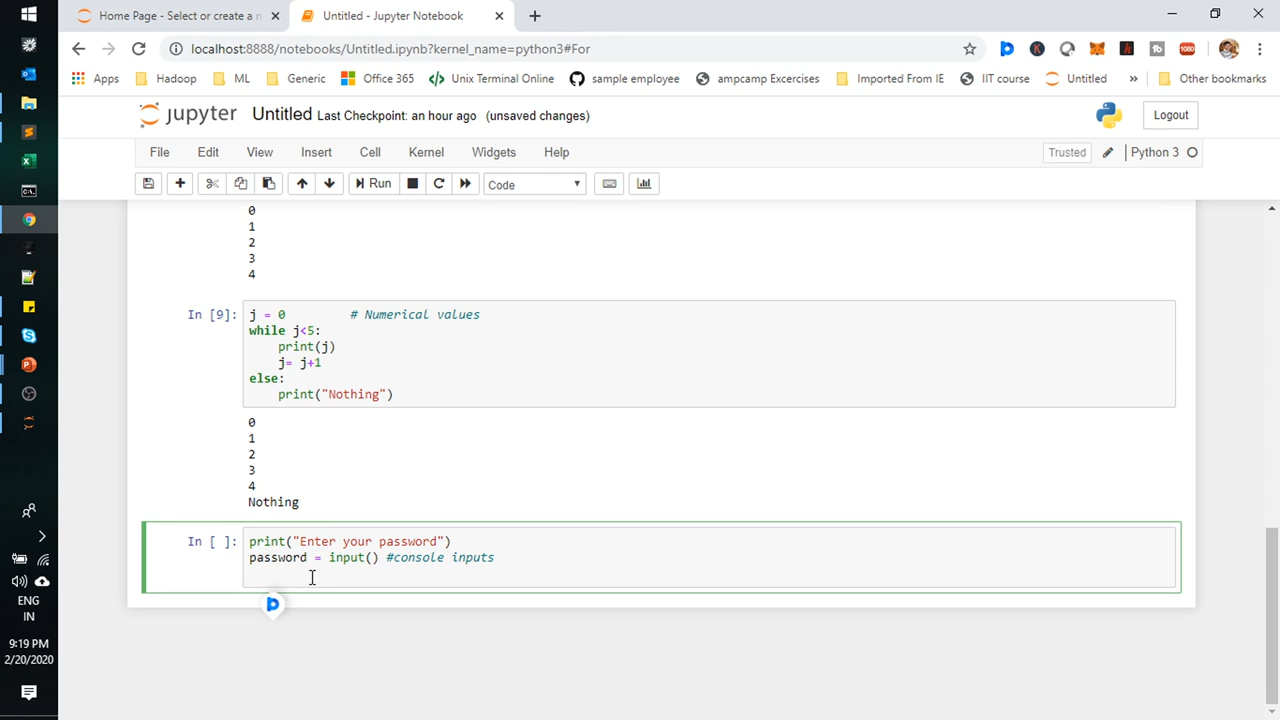 Home Page - Select or create a n
Untitled - Jupyter Notebook
localhost:8888/notebooks/Untitled.ipynb?kernel_name=python3#For
Apps
Hadoop
ML
Generic
Office 365
Unix Terminal Online
sample employee
ampcamp Excercises
Imported From IE
IIT course
Untitled
»
Other bookmarks
1080
jupyter
Untitled Last Checkpoint: an hour ago (unsaved changes)
Logout
File Edit View Insert Cell Kernel Widgets Help
Trusted
Python 3
Run
Code
0
1
2
3
4
In [9]:
j = 0 # Numerical values
while j<5:
print(j)
j= j+1
else:
print("Nothing")
0
1
2
3
4
Nothing
In [ ]:
print("Enter your password")
password = input() #console inputs
ENG
IN
9:19 PM
2/20/2020